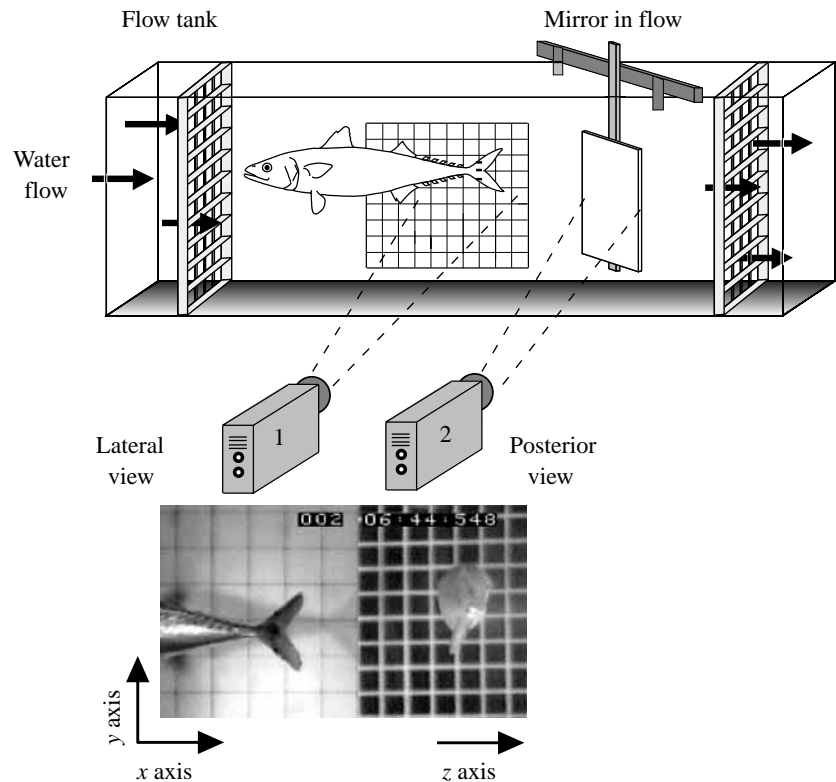 Flow tank
Mirror in flow
Water
flow
1
2
Lateral
view
Posterior
view
002 06:44:548
y axis
x axis
z axis